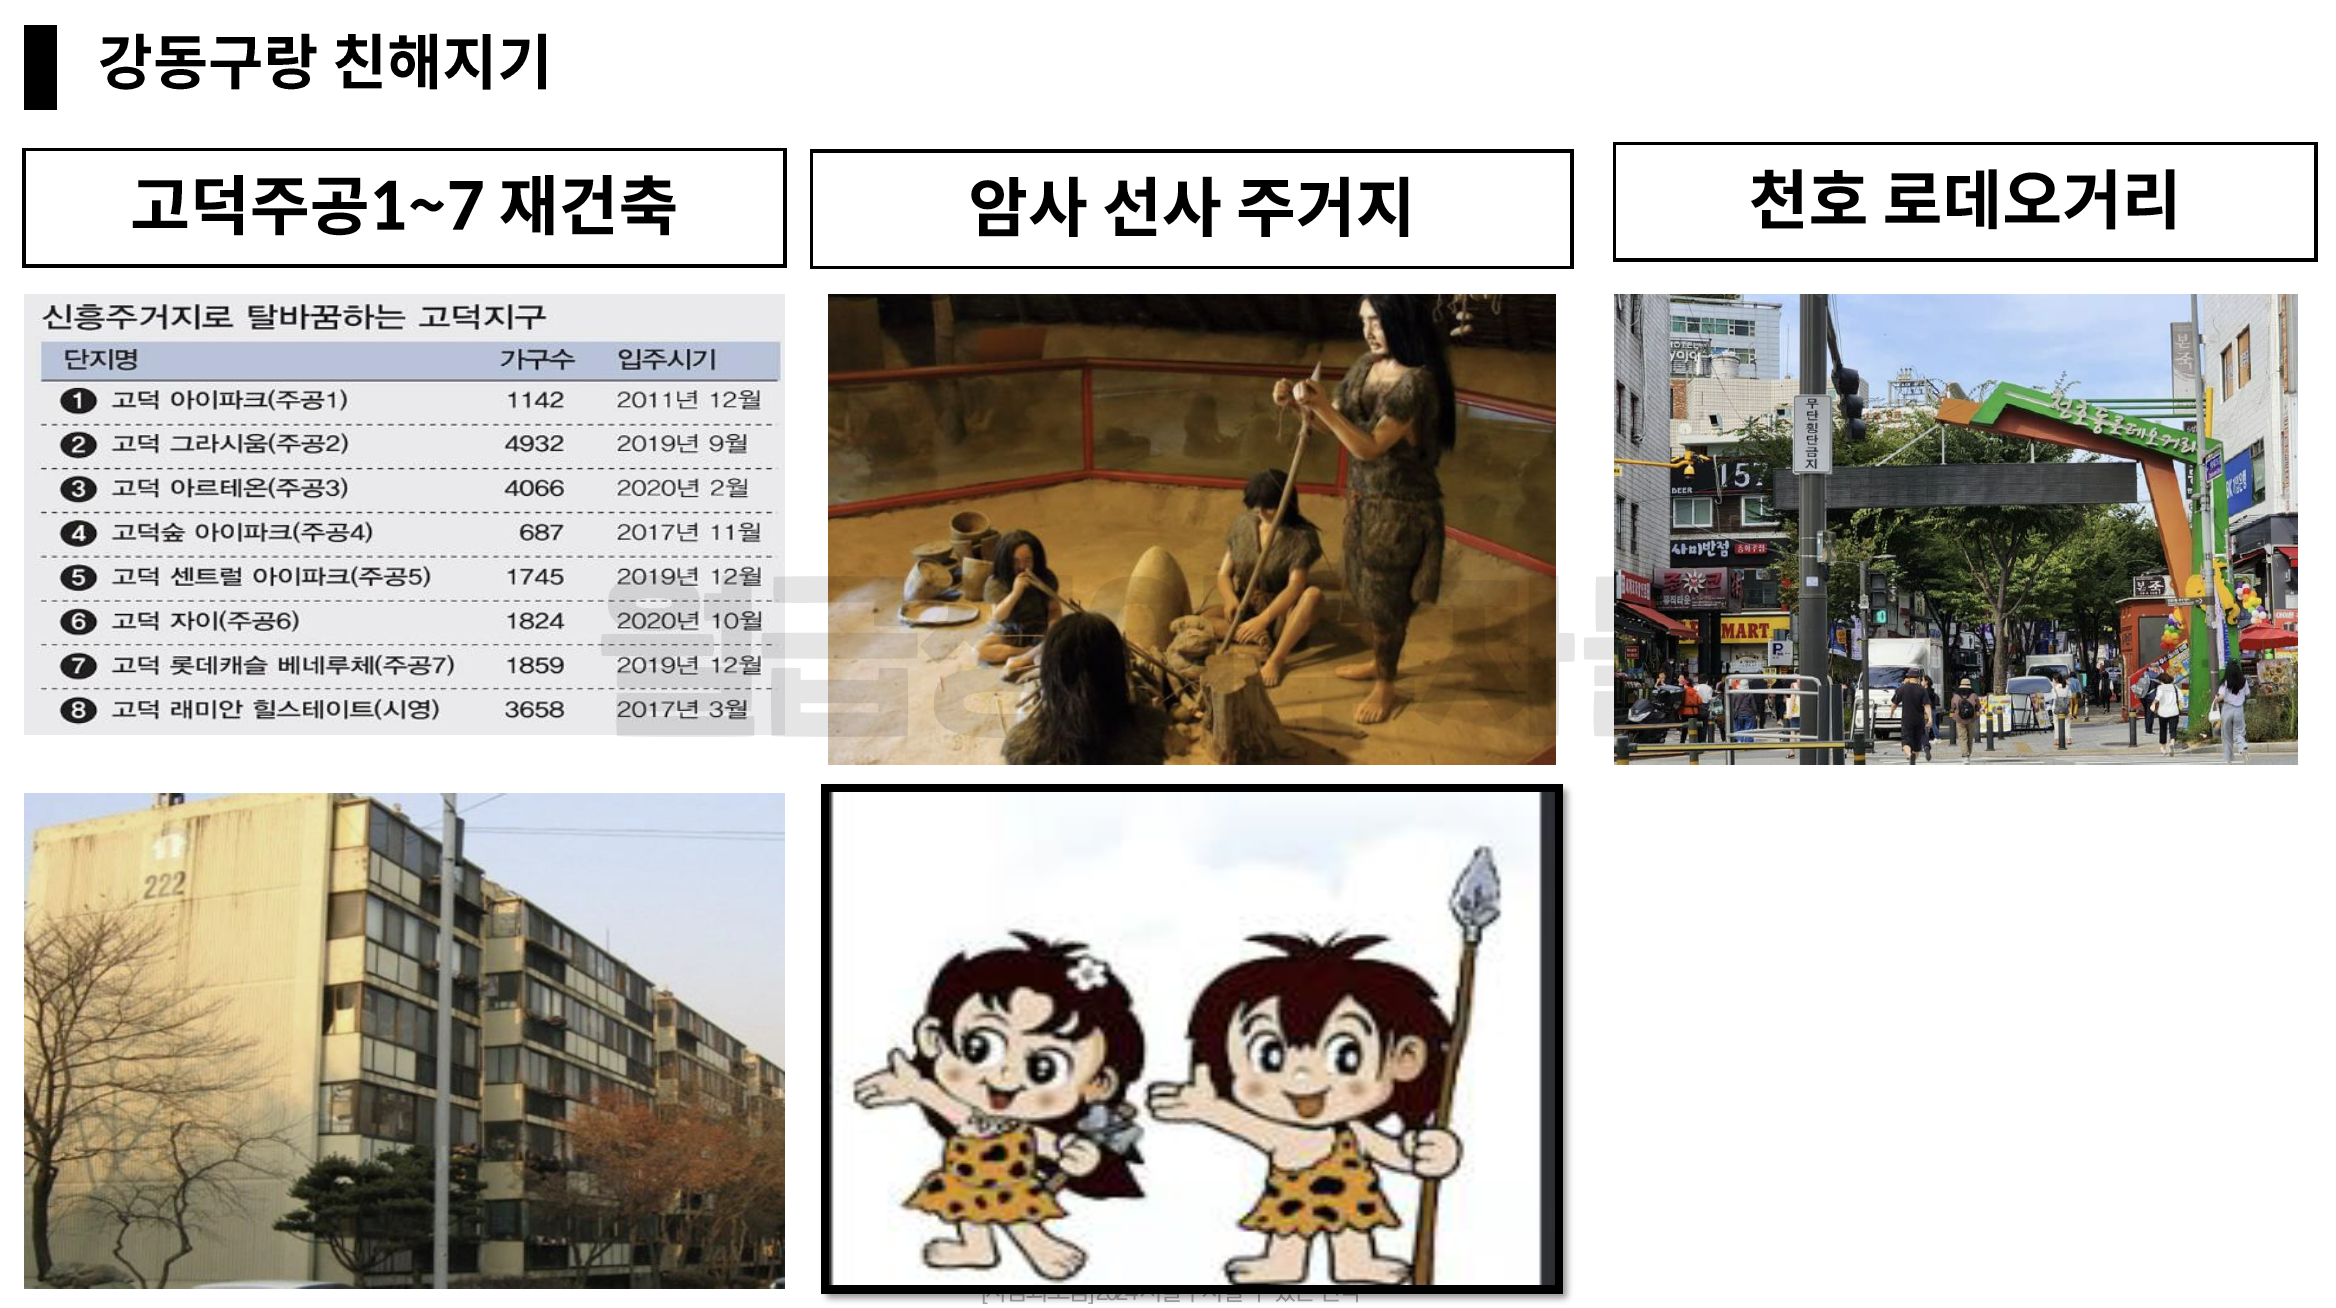 강동구랑 친해지기
고덕주공1~7 재건축
암사 선사 주거지
천호 로데오거리
신흥주거지로 탈바꿈하는 고덕지구
단지명 가구수 입주시기
1 고덕 아이파크(주공1) 1142 2011년 12월
2 고덕 그라시움(주공2) 4932 2019년 9월
3 고덕 아르테온(주공3) 4066 2020년 2월
4 고덕숲 아이파크(주공4) 687 2017년 11월
5 고덕 센트럴 아이파크(주공5) 1745 2019년 12월
6 고덕 자이(주공6) 1824 2020년 10월
7 고덕 롯데캐슬 베네루체(주공7) 1859 2019년 12월
8 고덕 래미안 힐스테이트(시영) 3658 2017년 3월
천호동로데오거리
무단횡단금지
본죽
HOTEL
157
BEER
사미반점
MART
P
본죽
222